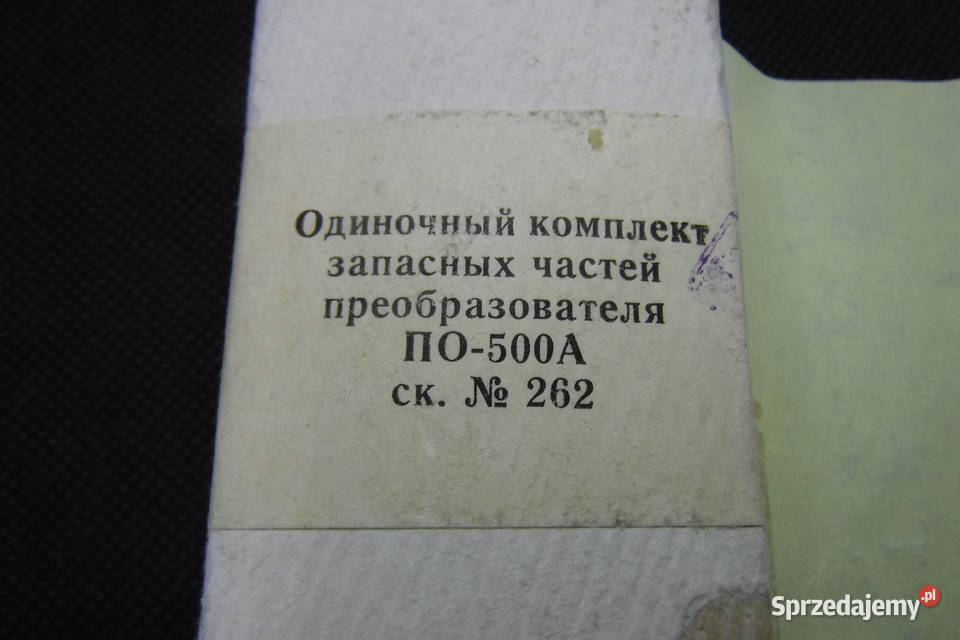 Одиночный комплект
запасных частей
преобразователя
ПО-500А
ск. № 262
Sprzedajemy.pl